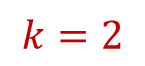 k = 2